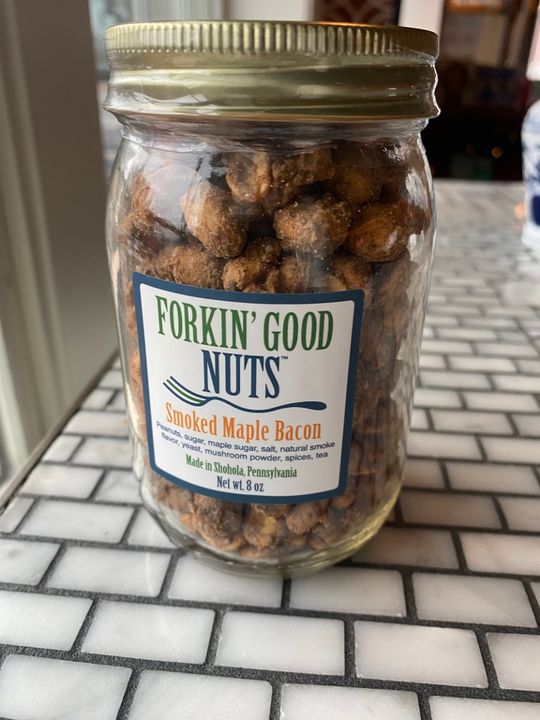 FORKIN' GOOD
NUTS™
Smoked Maple Bacon
Peanuts, sugar, maple sugar, salt, natural smoke
flavor, yeast, mushroom powder, spices, tea
Made in Shohola, Pennsylvania
Net wt. 8 oz